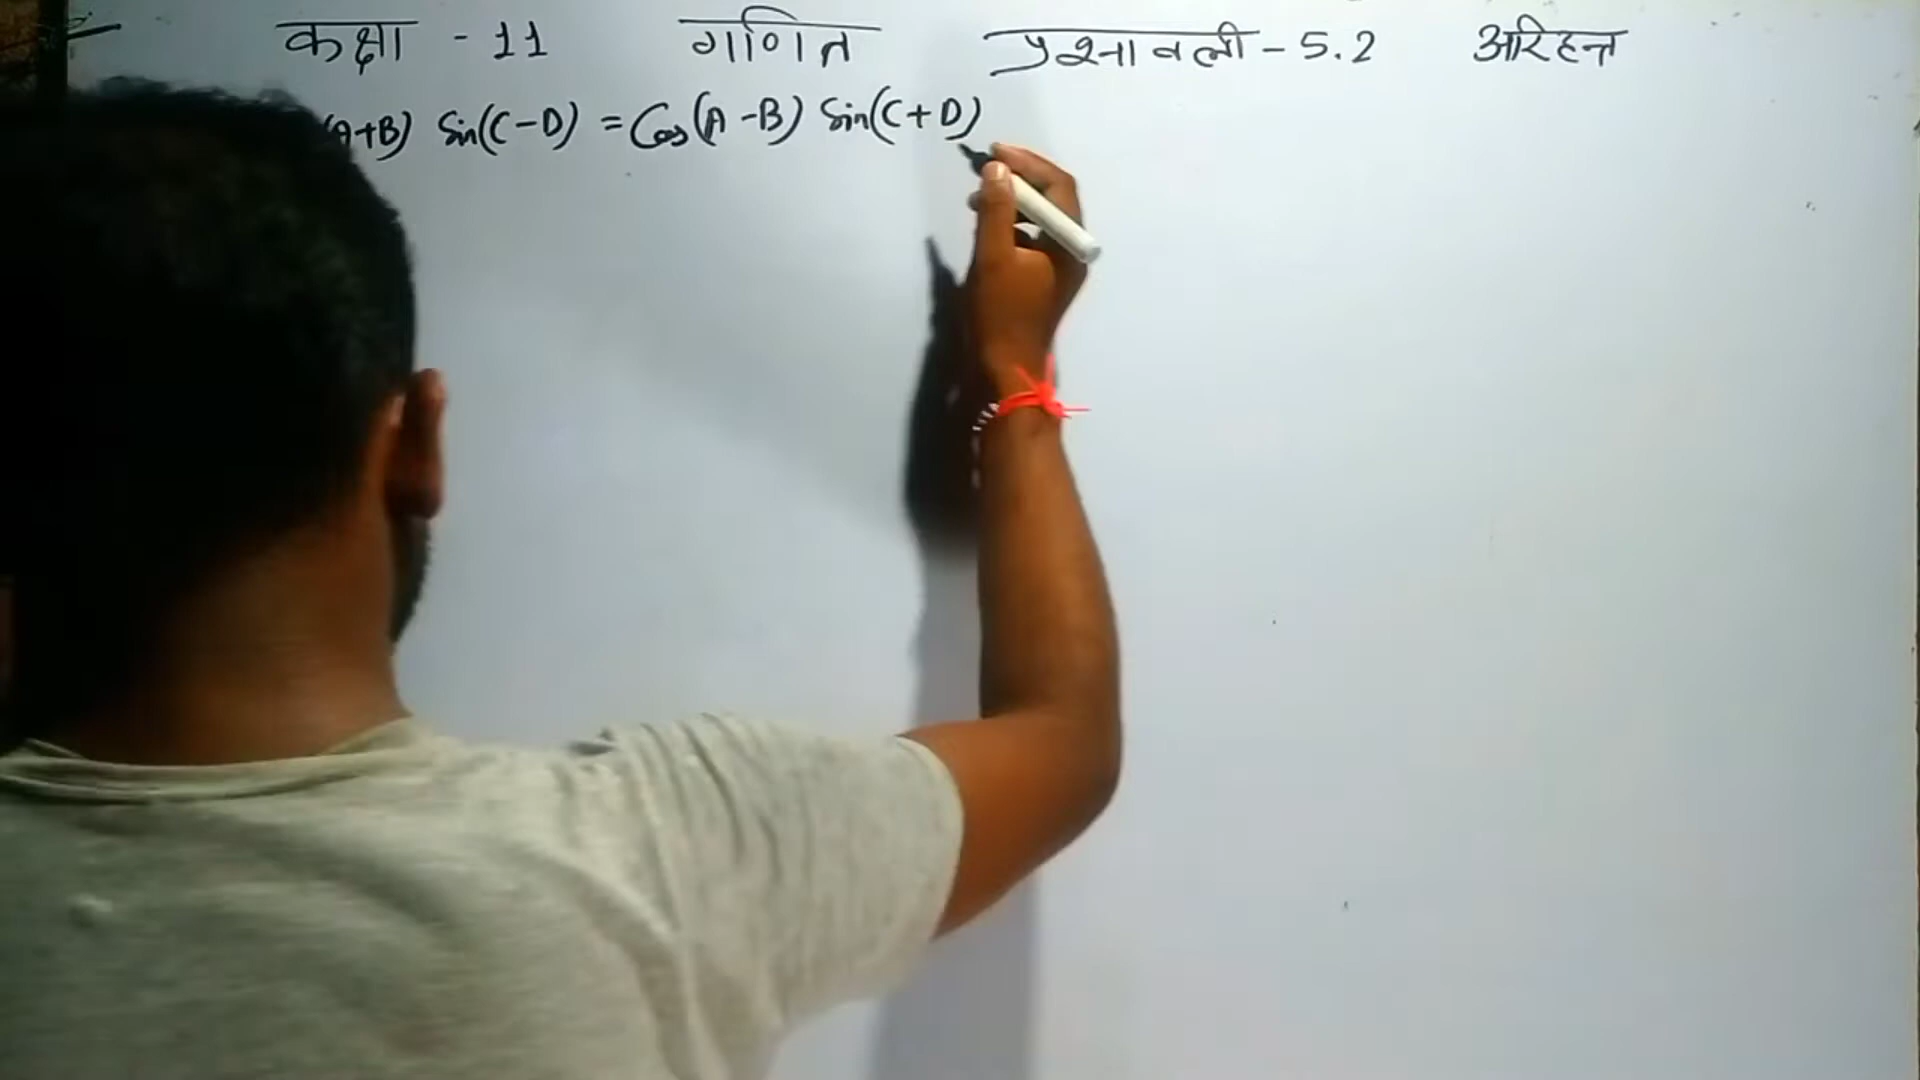 कक्षा - 11 गणित प्रश्नावली - 5.2 अरिहन्त
(A+B) Sin(C-D) = Cos(A-B) Sin(C+D)